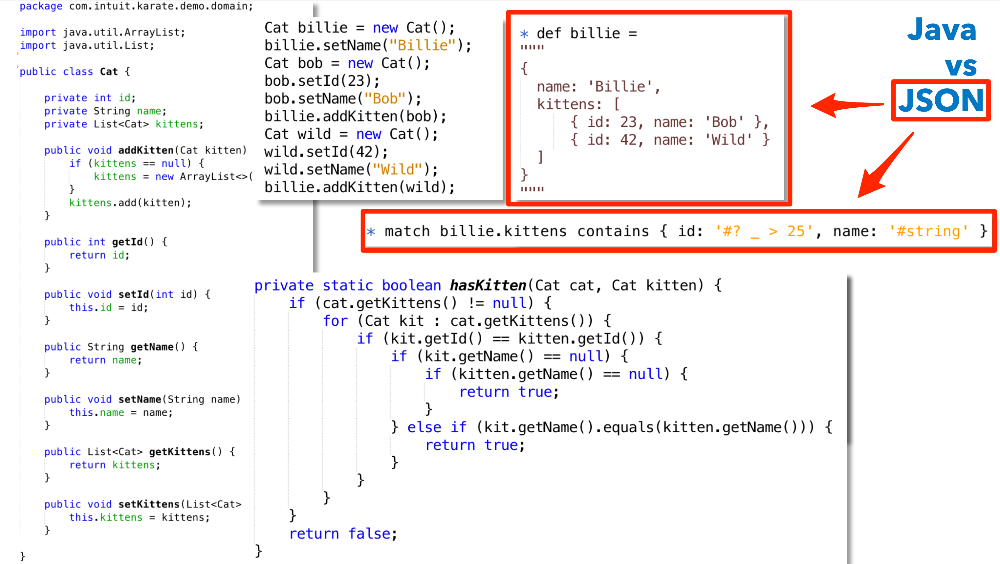 package com.intuit.karate.demo.domain;
import java.util.ArrayList;
import java.util.List;
public class Cat {
private int id;
private String name;
private List<Cat> kittens;
public void addKitten(Cat kitten)
if (kittens == null) {
kittens = new ArrayList<>(
}
kittens.add(kitten);
}
public int getId() {
return id;
}
public void setId(int id) {
this.id = id;
}
public String getName() {
return name;
}
public void setName(String name)
this.name = name;
}
public List<Cat> getKittens() {
return kittens;
}
public void setKittens(List<Cat>
this.kittens = kittens;
}
}
Cat billie = new Cat();
billie.setName("Billie");
Cat bob = new Cat();
bob.setId(23);
bob.setName("Bob");
billie.addKitten(bob);
Cat wild = new Cat();
wild.setId(42);
wild.setName("Wild");
billie.addKitten(wild);
* def billie =
"""
{
name: 'Billie',
kittens: [
{ id: 23, name: 'Bob' },
{ id: 42, name: 'Wild' }
]
}
"""
Java
vs
JSON
* match billie.kittens contains { id: '#? _ > 25', name: '#string' }
private static boolean hasKitten(Cat cat, Cat kitten) {
if (cat.getKittens() != null) {
for (Cat kit : cat.getKittens()) {
if (kit.getId() == kitten.getId()) {
if (kit.getName() == null) {
if (kitten.getName() == null) {
return true;
}
} else if (kit.getName().equals(kitten.getName())) {
return true;
}
}
}
}
return false;
}